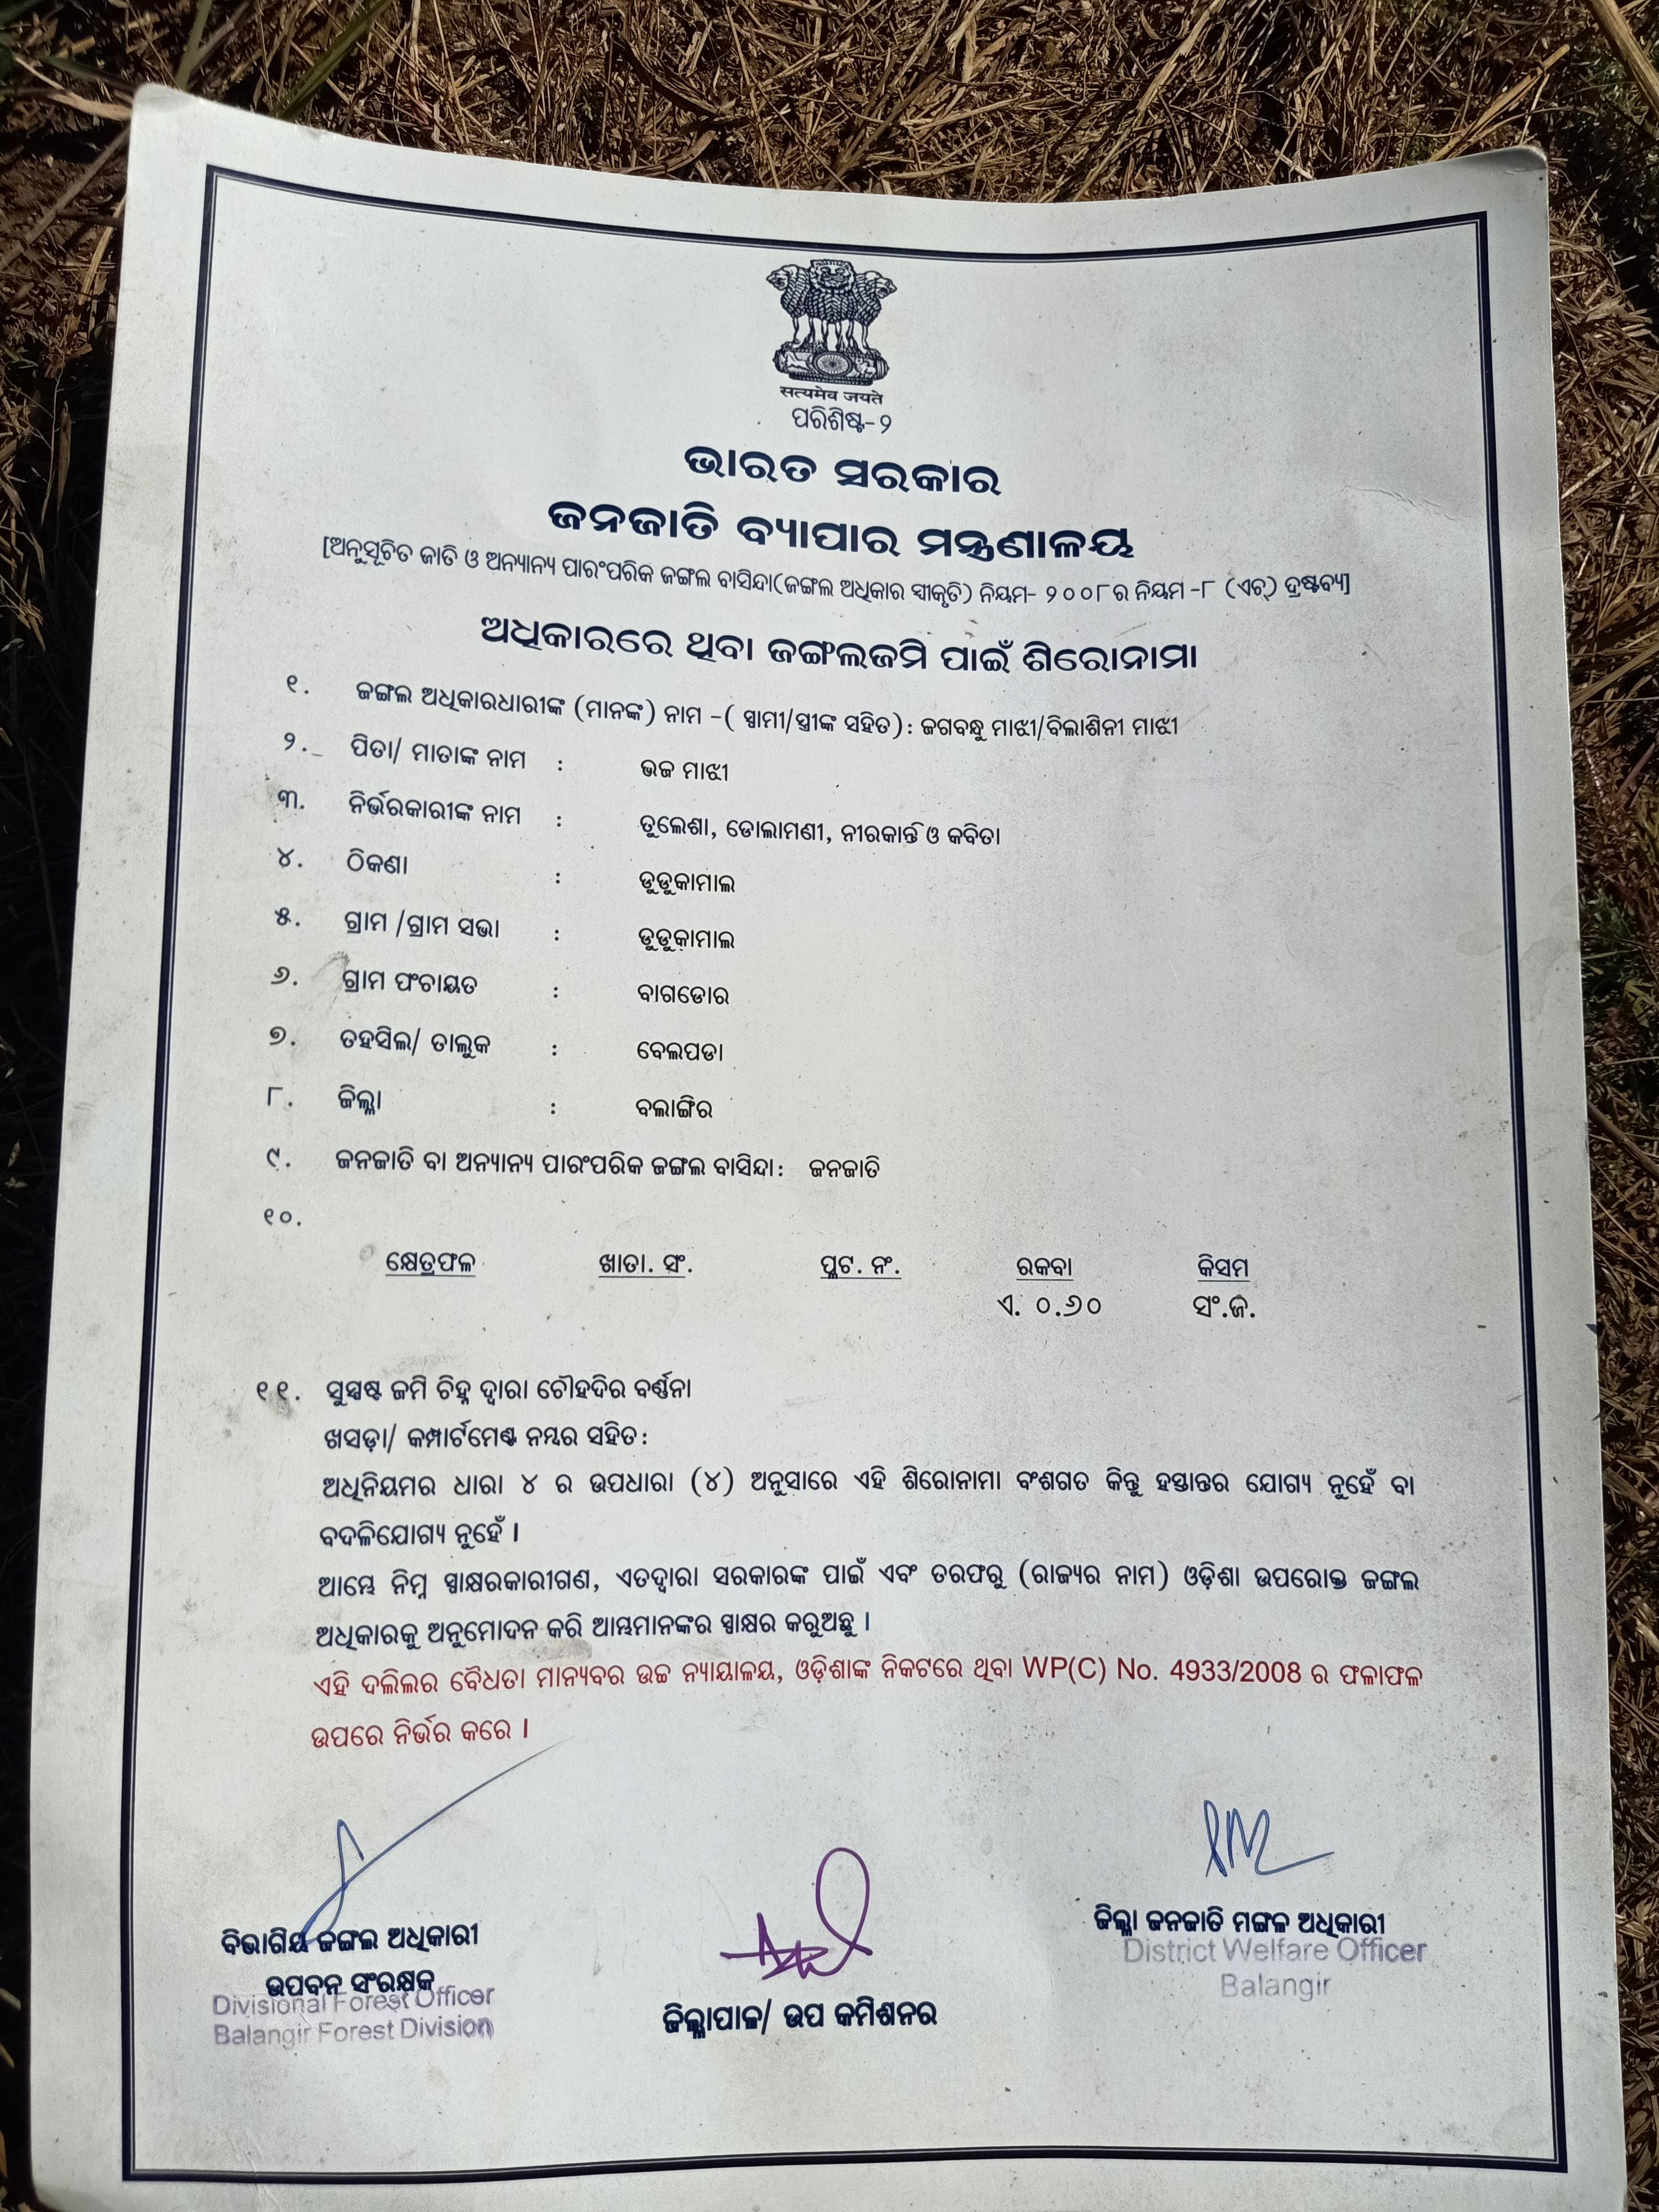 सत्यमेव जयते
ପରିଶିଷ୍ଟ-୨
ଭାରତ ସରକାର
ଜନଜାତି ବ୍ୟାପାର ମନ୍ତ୍ରଣାଳୟ
[ଅନୁସୂଚିତ ଜାତି ଓ ଅନ୍ୟାନ୍ୟ ପାରଂପରିକ ଜଙ୍ଗଲ ବାସିନ୍ଦା(ଜଙ୍ଗଲ ଅଧିକାର ସ୍ୱୀକୃତି) ନିୟମ- ୨୦୦୮ର ନିୟମ -୮ (ଏଚ୍) ଦ୍ରଷ୍ଟବ୍ୟ]
ଅଧିକାରରେ ଥିବା ଜଙ୍ଗଲଜମି ପାଇଁ ଶିରୋନାମା
୧. ଜଙ୍ଗଲ ଅଧିକାରଧାରୀଙ୍କ (ମାନଙ୍କ) ନାମ -( ସ୍ୱାମୀ/ସ୍ତ୍ରୀଙ୍କ ସହିତ): ଜଗବନ୍ଧୁ ମାଝୀ/ବିଲାଶିନୀ ମାଝୀ
୨. ପିତା/ ମାତାଙ୍କ ନାମ : ଭଜ ମାଝୀ
୩. ନିର୍ଭରକାରୀଙ୍କ ନାମ : ତୁଲେଶା, ଡୋଲାମଣୀ, ନୀରକାନ୍ତ ଓ କବିତା
୪. ଠିକଣା : ଡୁଡୁକାମାଲ
୫. ଗ୍ରାମ /ଗ୍ରାମ ସଭା : ଡୁଡୁକାମାଲ
୬. ଗ୍ରାମ ପଂଚାୟତ : ବାଗଡୋର
୭. ତହସିଲ/ ତାଲୁକ : ବେଲପଡା
୮. ଜିଲ୍ଲା : ବଲାଙ୍ଗିର
୯. ଜନଜାତି ବା ଅନ୍ୟାନ୍ୟ ପାରଂପରିକ ଜଙ୍ଗଲ ବାସିନ୍ଦା: ଜନଜାତି
୧୦.
କ୍ଷେତ୍ରଫଳ ଖାତା. ସଂ. ପ୍ଲଟ. ନଂ. ରକବା କିସମ
ଏ. ୦.୬୦ ସଂ.ଜ.
୧୧. ସୁସ୍ପଷ୍ଟ ଜମି ଚିହ୍ନ ଦ୍ୱାରା ଚୌହଦିର ବର୍ଣ୍ଣନା
ଖସଡ଼ା/ କମ୍ପାର୍ଟମେଣ୍ଟ ନମ୍ବର ସହିତ:
ଅଧିନିୟମର ଧାରା ୪ ର ଉପଧାରା (୪) ଅନୁସାରେ ଏହି ଶିରୋନାମା ବଂଶଗତ କିନ୍ତୁ ହସ୍ତାନ୍ତର ଯୋଗ୍ୟ ନୁହେଁ ବା
ବଦଳିଯୋଗ୍ୟ ନୁହେଁ ।
ଆମ୍ଭେ ନିମ୍ନ ସ୍ୱାକ୍ଷରକାରୀଗଣ, ଏତଦ୍ୱାରା ସରକାରଙ୍କ ପାଇଁ ଏବଂ ତରଫରୁ (ରାଜ୍ୟର ନାମ) ଓଡ଼ିଶା ଉପରୋକ୍ତ ଜଙ୍ଗଲ
ଅଧିକାରକୁ ଅନୁମୋଦନ କରି ଆମ୍ଭମାନଙ୍କର ସ୍ୱାକ୍ଷର କରୁଅଛୁ ।
ଏହି ଦଲିଲର ବୈଧତା ମାନ୍ୟବର ଉଚ୍ଚ ନ୍ୟାୟାଳୟ, ଓଡ଼ିଶାଙ୍କ ନିକଟରେ ଥିବା WP(C) No. 4933/2008 ର ଫଳାଫଳ
ଉପରେ ନିର୍ଭର କରେ ।
ବିଭାଗିୟ ଜଙ୍ଗଲ ଅଧିକାରୀ
ଉପବନ ସଂରକ୍ଷକ
Divisional Forest Officer
Balangir Forest Division
ଜିଲ୍ଲାପାଳ/ ଉପ କମିଶନର
ଜିଲ୍ଲା ଜନଜାତି ମଙ୍ଗଳ ଅଧିକାରୀ
District Welfare Officer
Balangir